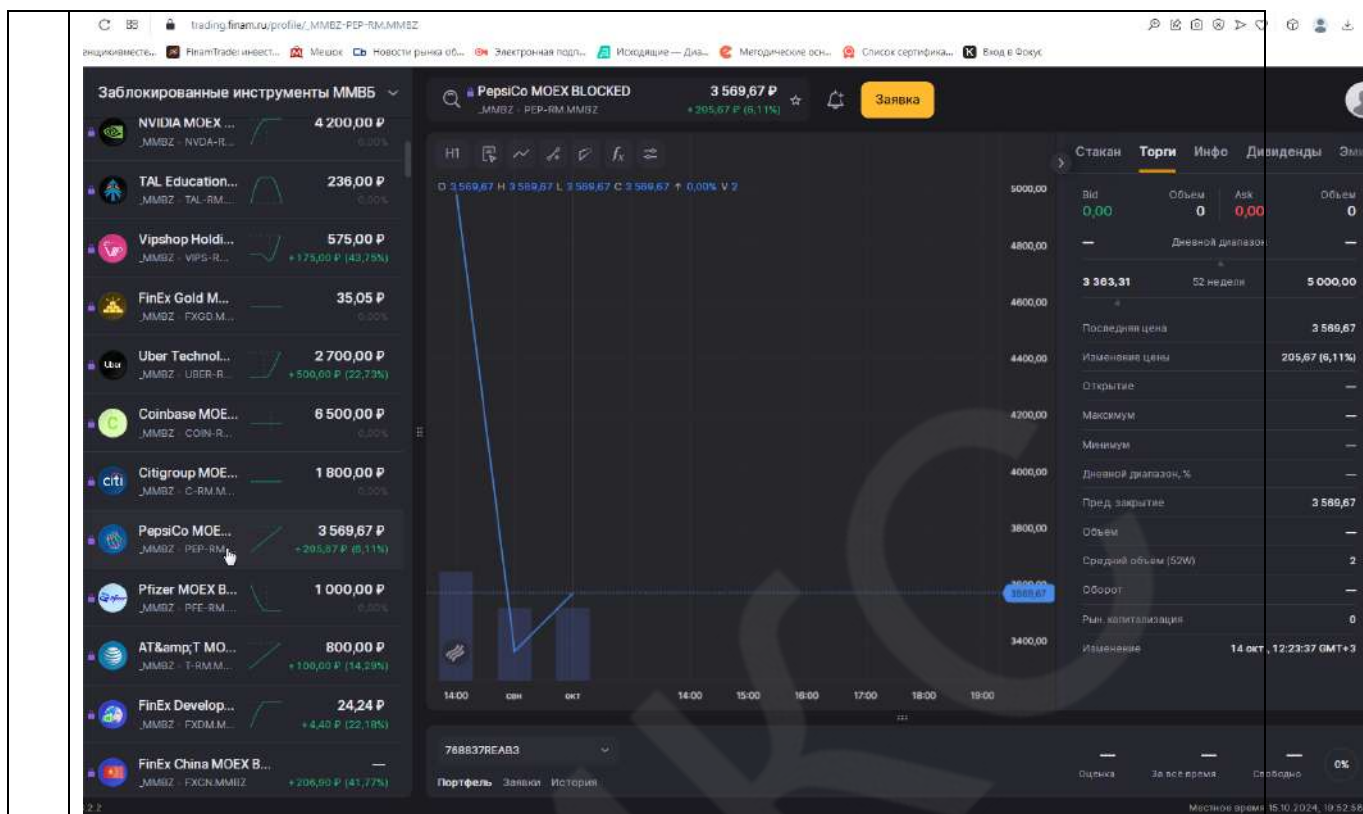 trading.finam.ru/profile/_MMBZ-PEP-RM.MMBZ
FinamTrade: инвест... Мешок Новости рынка об... Электронная подп... Исходящие — Диа... Методические осн... Список сертифика... Вход в Фокус
Заблокированные инструменты ММВБ
NVIDIA MOEX ... 4 200,00 ₽
_MMBZ · NVDA-R... 0,00%
TAL Education... 236,00 ₽
_MMBZ · TAL-RM... 0,00%
Vipshop Holdi... 575,00 ₽
_MMBZ · VIPS-R... +175,00 ₽ (43,75%)
FinEx Gold M... 35,05 ₽
_MMBZ · FXGD.M... 0,00%
Uber Technol... 2 700,00 ₽
_MMBZ · UBER-R... +500,00 ₽ (22,73%)
Coinbase MOE... 6 500,00 ₽
_MMBZ · COIN-R... 0,00%
Citigroup MOE... 1 800,00 ₽
_MMBZ · C-RM.M... 0,00%
PepsiCo MOE... 3 569,67 ₽
_MMBZ · PEP-RM... +205,67 ₽ (6,11%)
Pfizer MOEX B... 1 000,00 ₽
_MMBZ · PFE-RM... 0,00%
AT&amp;T MO... 800,00 ₽
_MMBZ · T-RM.M... +100,00 ₽ (14,29%)
FinEx Develop... 24,24 ₽
_MMBZ · FXDM.M... +4,40 ₽ (22,18%)
FinEx China MOEX B... —
_MMBZ · FXCN.MMBZ +206,90 ₽ (41,77%)
PepsiCo MOEX BLOCKED 3 569,67 ₽
_MMBZ · PEP-RM.MMBZ +205,67 ₽ (6,11%)
Заявка
H1
O 3 569,67 H 3 569,67 L 3 569,67 C 3 569,67 ↑ 0,00% V 2
5000,00
4800,00
4600,00
4400,00
4200,00
4000,00
3800,00
3600,00
3569,67
3400,00
14:00 сен окт 14:00 15:00 16:00 17:00 18:00 19:00
768837REAB3
Портфель Заявки История
Оценка За все время Свободно 0%
Стакан Торги Инфо Дивиденды
Bid Объем Ask Объем
0,00 0 0,00 0
— Дневной диапазон —
3 363,31 52 недели 5 000,00
Последняя цена 3 569,67
Изменение цены 205,67 (6,11%)
Открытие —
Максимум —
Минимум —
Дневной диапазон, % —
Пред. закрытие 3 569,67
Объем —
Средний объем (52W) 2
Оборот —
Рын. капитализация 0
Изменение 14 окт., 12:23:37 GMT+3
Местное время 15.10.2024, 19:52:58